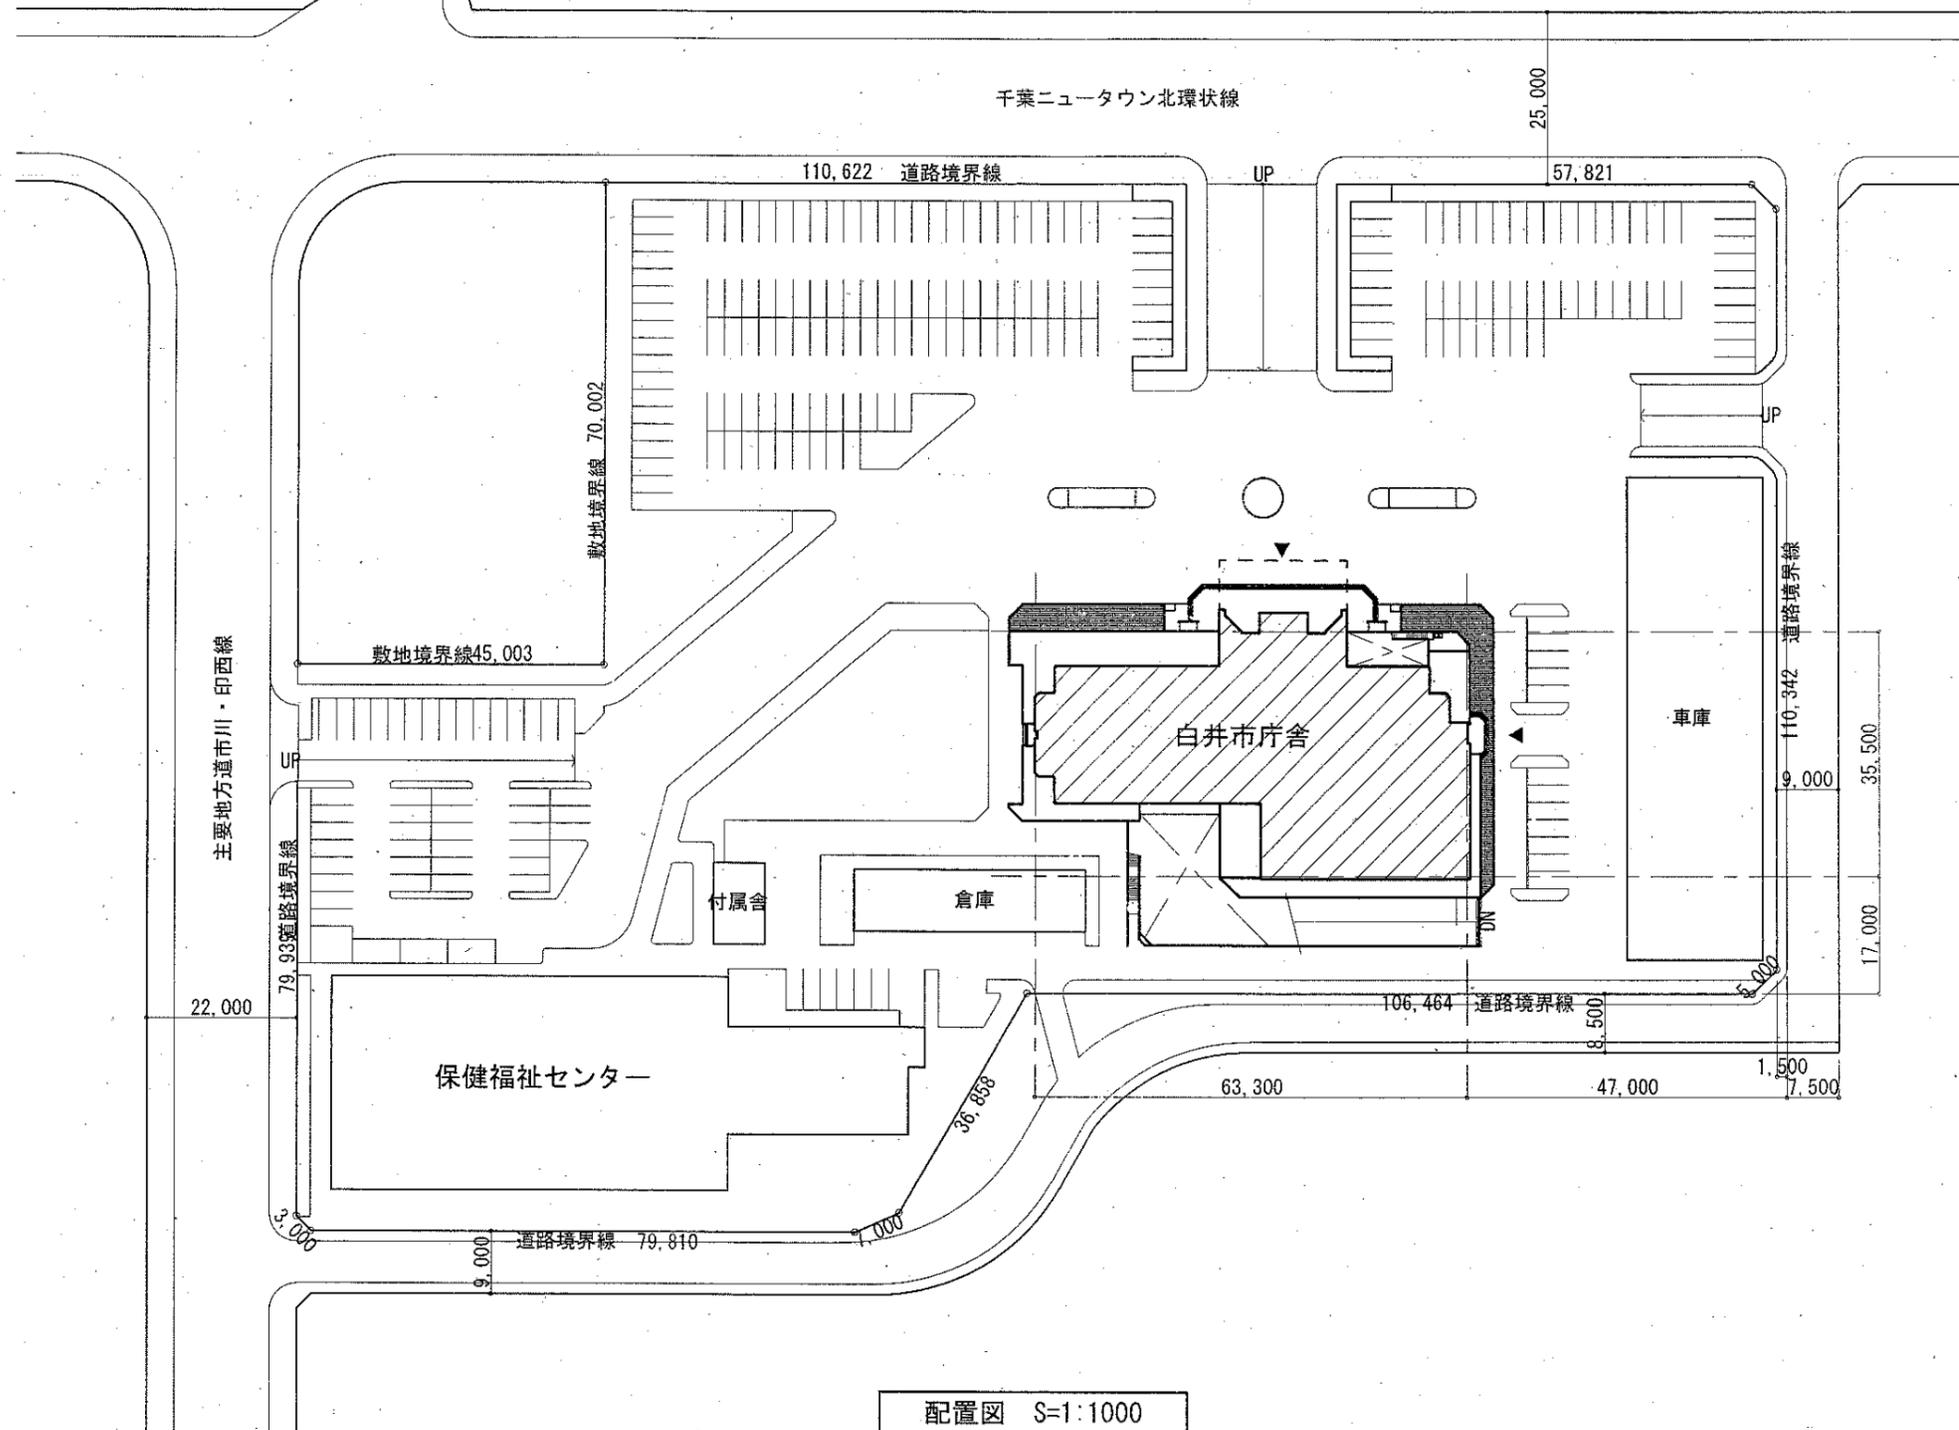 千葉ニュータウン北環状線
25,000
110,622 道路境界線
UP
57,821
敷地境界線 70,002
UP
道路境界線
110,342
敷地境界線45,003
主要地方道市川・印西線
白井市庁舎
車庫
35,500
9,000
UP
道路境界線
79,93
付属舎
倉庫
DN
17,000
5,000
22,000
106,464 道路境界線
8,500
保健福祉センター
36,858
1,500
63,300
47,000
7,500
3,000
道路境界線 79,810
1,000
9,000
配置図 S=1:1000